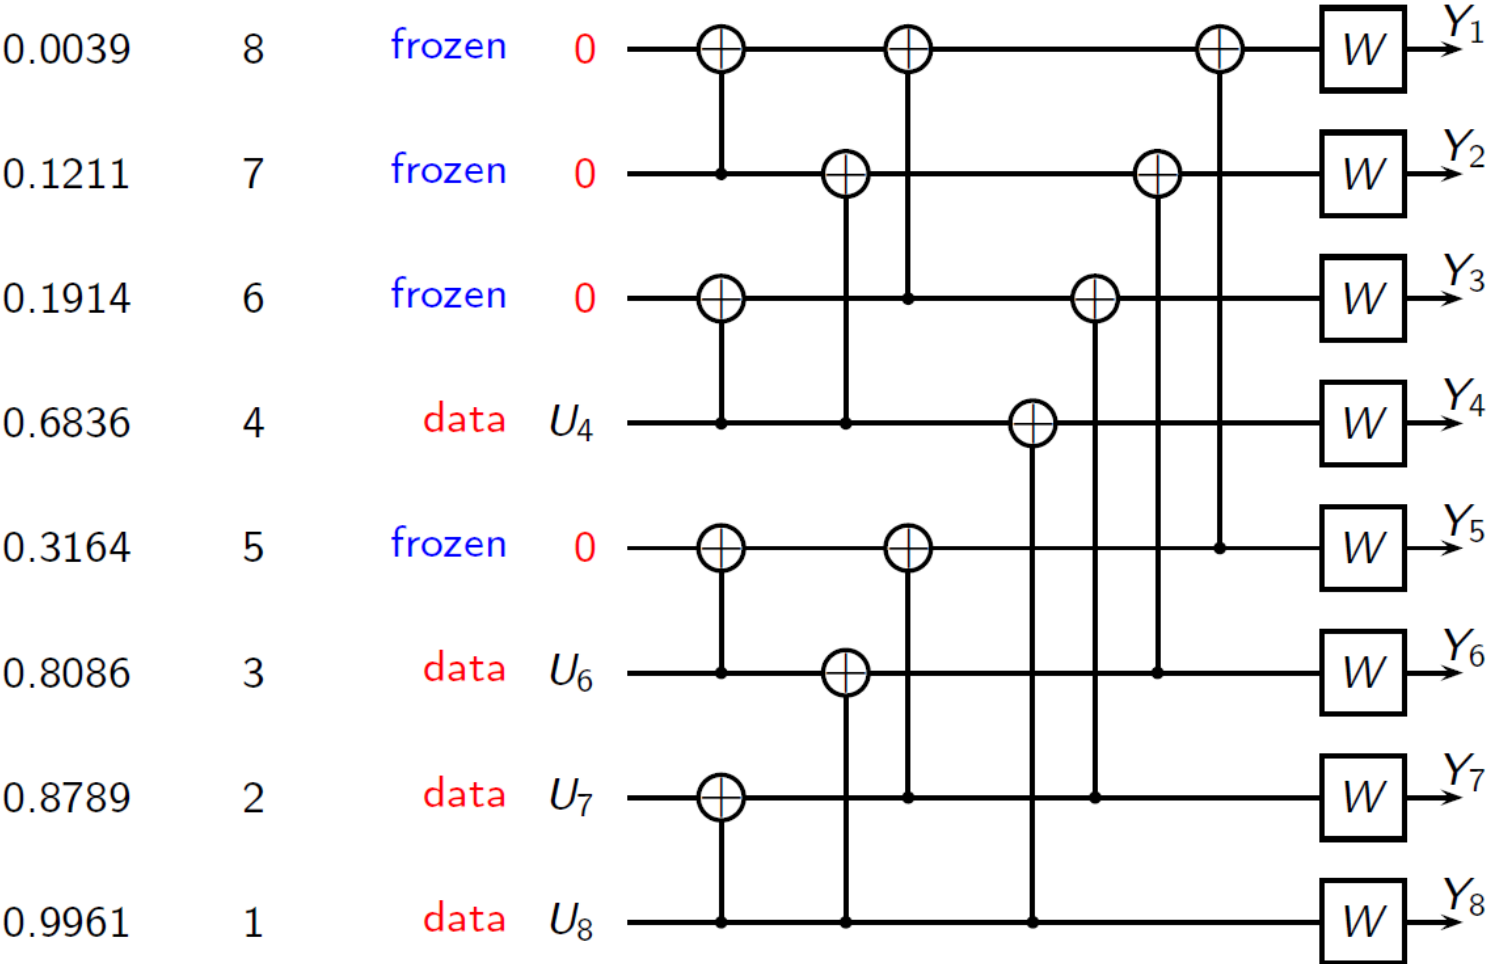 0.0039 8 frozen 0 W Y1
0.1211 7 frozen 0 W Y2
0.1914 6 frozen 0 W Y3
0.6836 4 data U4 W Y4
0.3164 5 frozen 0 W Y5
0.8086 3 data U6 W Y6
0.8789 2 data U7 W Y7
0.9961 1 data U8 W Y8